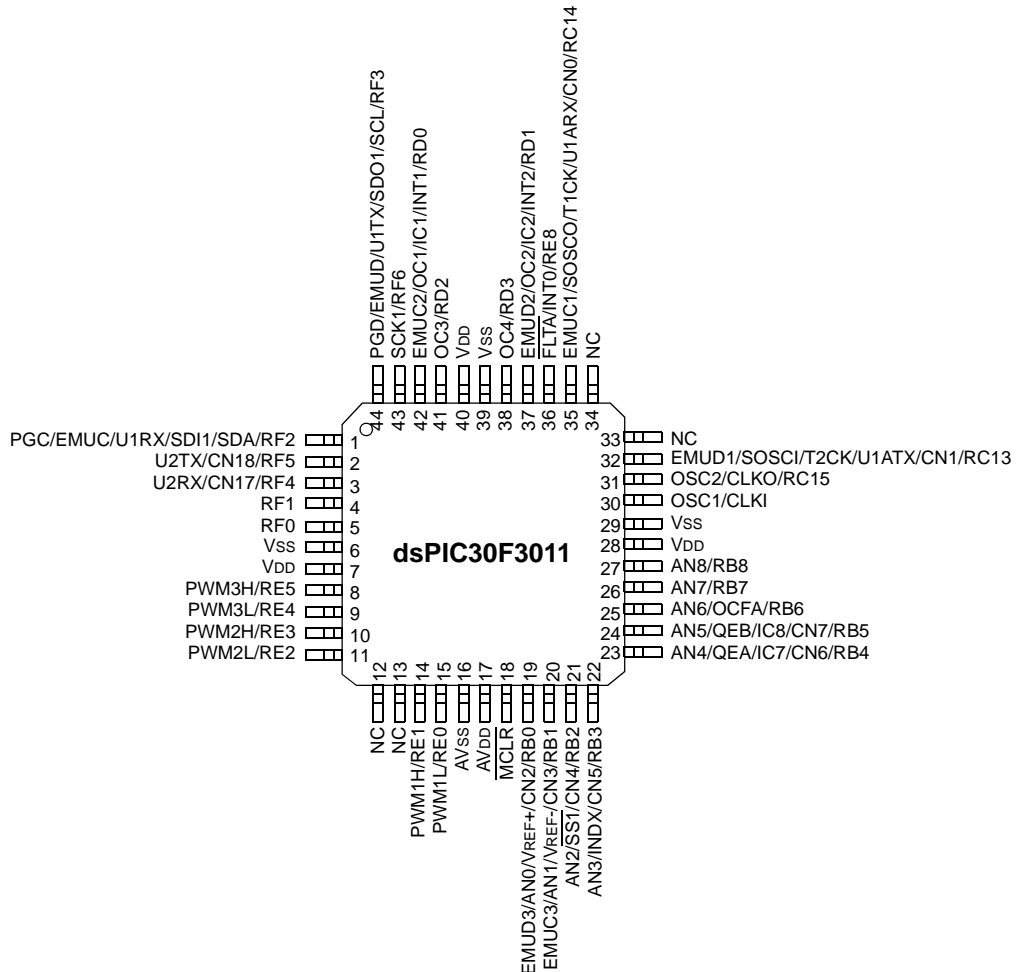 PGD/EMUD/U1TX/SDO1/SCL/RF3
SCK1/RF6
EMUC2/OC1/IC1/INT1/RD0
OC3/RD2
VDD
VSS
OC4/RD3
EMUD2/OC2/IC2/INT2/RD1
FLTA/INT0/RE8
EMUC1/SOSCO/T1CK/U1ARX/CN0/RC14
NC
44
43
42
41
40
39
38
37
36
35
34
PGC/EMUC/U1RX/SDI1/SDA/RF2 1
U2TX/CN18/RF5 2
U2RX/CN17/RF4 3
RF1 4
RF0 5
VSS 6
VDD 7
PWM3H/RE5 8
PWM3L/RE4 9
PWM2H/RE3 10
PWM2L/RE2 11
dsPIC30F3011
33 NC
32 EMUD1/SOSCI/T2CK/U1ATX/CN1/RC13
31 OSC2/CLKO/RC15
30 OSC1/CLKI
29 VSS
28 VDD
27 AN8/RB8
26 AN7/RB7
25 AN6/OCFA/RB6
24 AN5/QEB/IC8/CN7/RB5
23 AN4/QEA/IC7/CN6/RB4
12
13
14
15
16
17
18
19
20
21
22
NC
NC
PWM1H/RE1
PWM1L/RE0
AVSS
AVDD
MCLR
EMUD3/AN0/VREF+/CN2/RB0
EMUC3/AN1/VREF-/CN3/RB1
AN2/SS1/CN4/RB2
AN3/INDX/CN5/RB3